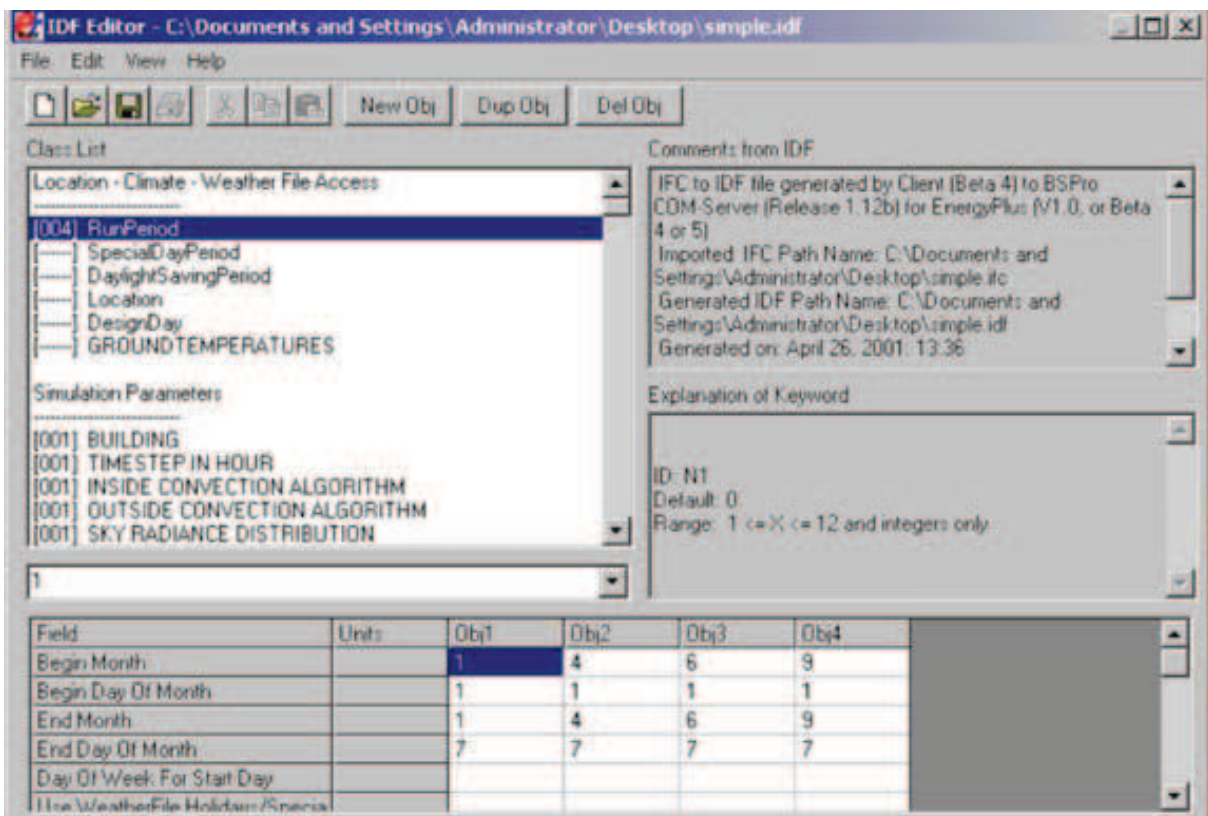 IDF Editor - C:\Documents and Settings\Administrator\Desktop\simple.idf
File Edit View Help
New Obj Dup Obj Del Obj
Class List
Location - Climate - Weather File Access
[004] RunPeriod
[------] SpecialDayPeriod
[------] DaylightSavingPeriod
[------] Location
[------] DesignDay
[------] GROUNDTEMPERATURES
Simulation Parameters
[001] BUILDING
[001] TIMESTEP IN HOUR
[001] INSIDE CONVECTION ALGORITHM
[001] OUTSIDE CONVECTION ALGORITHM
[001] SKY RADIANCE DISTRIBUTION
1
Comments from IDF
IFC to IDF file generated by Client (Beta 4) to BSPro
COM-Server (Release 1.12b) for EnergyPlus (V1.0, or Beta
4 or 5)
Imported: IFC Path Name: C:\Documents and
Settings\Administrator\Desktop\simple.ifc
Generated IDF Path Name: C:\Documents and
Settings\Administrator\Desktop\simple.idf
Generated on: April 26, 2001: 13:36
Explanation of Keyword
ID: N1
Default: 0
Range: 1 <= X <= 12 and integers only
Field Units Obj1 Obj2 Obj3 Obj4
Begin Month 1 4 6 9
Begin Day Of Month 1 1 1 1
End Month 1 4 6 9
End Day Of Month 7 7 7 7
Day Of Week For Start Day
Use WeatherFile Holidays/Special